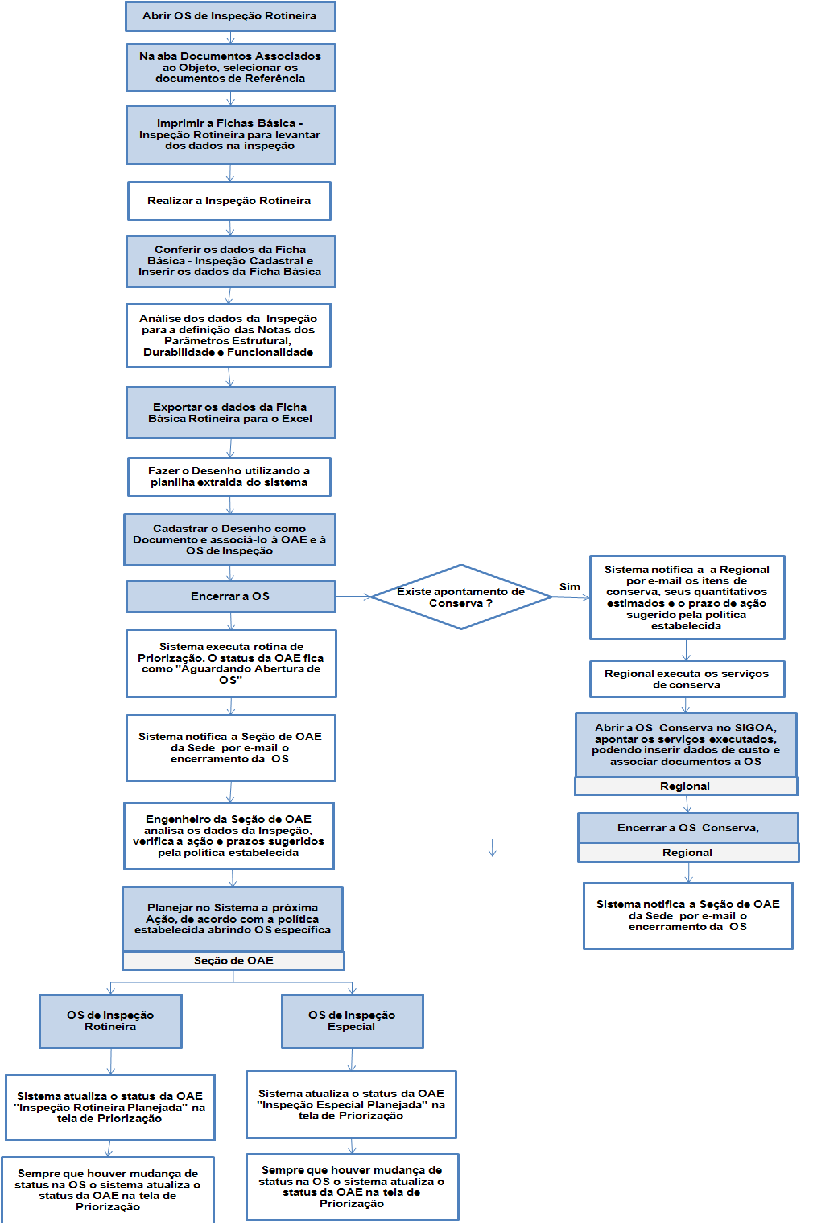 Abrir OS de Inspeção Rotineira
Na aba Documentos Associados
ao Objeto, selecionar os
documentos de Referência
Imprimir a Fichas Básica -
Inspeção Rotineira para levantar
dos dados na inspeção
Realizar a Inspeção Rotineira
Conferir os dados da Ficha
Básica - Inspeção Cadastral e
Inserir os dados da Ficha Básica
Análise dos dados da Inspeção
para a definição das Notas dos
Parâmetros Estrutural,
Durabilidade e Funcionalidade
Exportar os dados da Ficha
Básica Rotineira para o Excel
Fazer o Desenho utilizando a
planilha extraida do sistema
Cadastrar o Desenho como
Documento e associá-lo à OAE e à
OS de Inspeção
Encerrar a OS
Existe apontamento de
Conserva ?
Sim
Sistema notifica a a Regional
por e-mail os itens de
conserva, seus quantitativos
estimados e o prazo de ação
sugerido pela política
estabelecida
Regional executa os serviços
de conserva
Abrir a OS Conserva no SIGOA,
apontar os serviços executados,
podendo inserir dados de custo e
associar documentos a OS
Regional
Encerrar a OS Conserva,
Regional
Sistema notifica a Seção de OAE
da Sede por e-mail o
encerramento da OS
Sistema executa rotina de
Priorização. O status da OAE fica
como "Aguardando Abertura de
OS"
Sistema notifica a Seção de OAE
da Sede por e-mail o
encerramento da OS
Engenheiro da Seção de OAE
analisa os dados da Inspeção,
verifica a ação e prazos sugeridos
pela política estabelecida
Planejar no Sistema a próxima
Ação, de acordo com a política
estabelecida abrindo OS específica
Seção de OAE
OS de Inspeção
Rotineira
OS de Inspeção
Especial
Sistema atualiza o status da OAE
"Inspeção Rotineira Planejada" na
tela de Priorização
Sistema atualiza o status da OAE
"Inspeção Especial Planejada" na
tela de Priorização
Sempre que houver mudança de
status na OS o sistema atualiza o
status da OAE na tela de
Priorização
Sempre que houver mudança de
status na OS o sistema atualiza o
status da OAE na tela de
Priorização